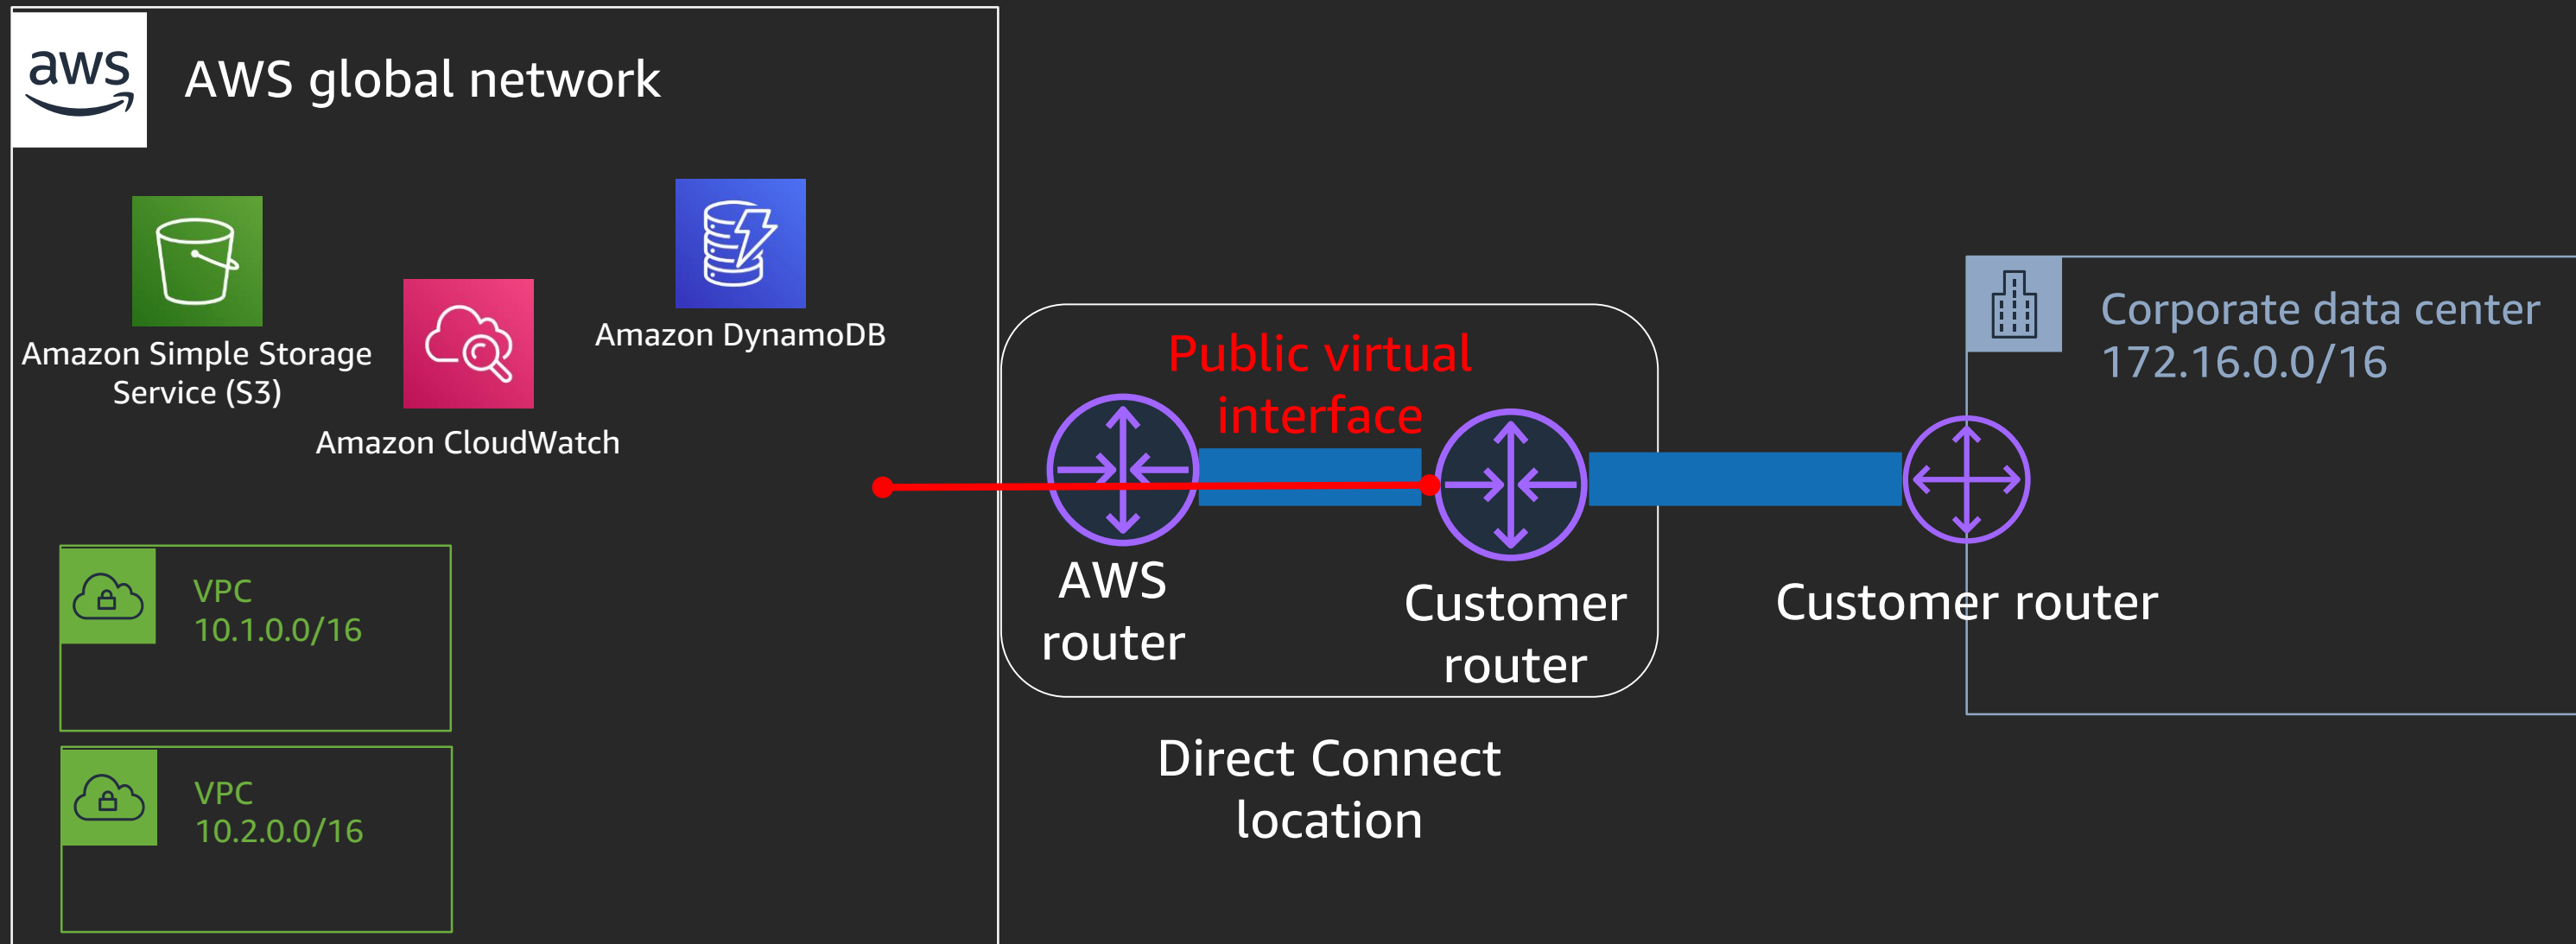 aws
AWS global network
Amazon Simple Storage
Service (S3)
Amazon CloudWatch
Amazon DynamoDB
VPC
10.1.0.0/16
VPC
10.2.0.0/16
Public virtual
interface
AWS
router
Customer
router
Direct Connect
location
Customer router
Corporate data center
172.16.0.0/16